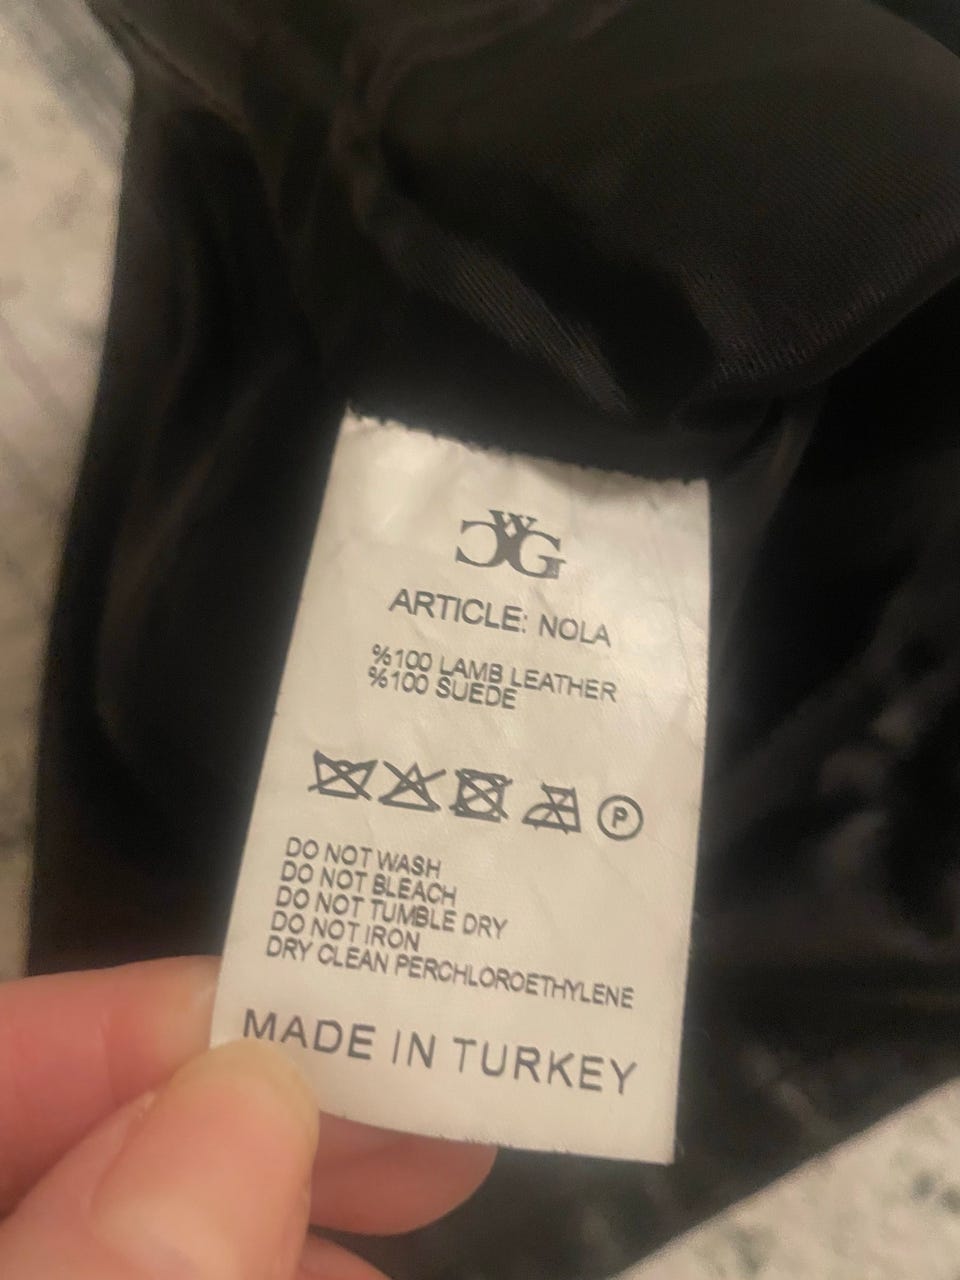 CWG
ARTICLE: NOLA
%100 LAMB LEATHER
%100 SUEDE
P
DO NOT WASH
DO NOT BLEACH
DO NOT TUMBLE DRY
DO NOT IRON
DRY CLEAN PERCHLOROETHYLENE
MADE IN TURKEY